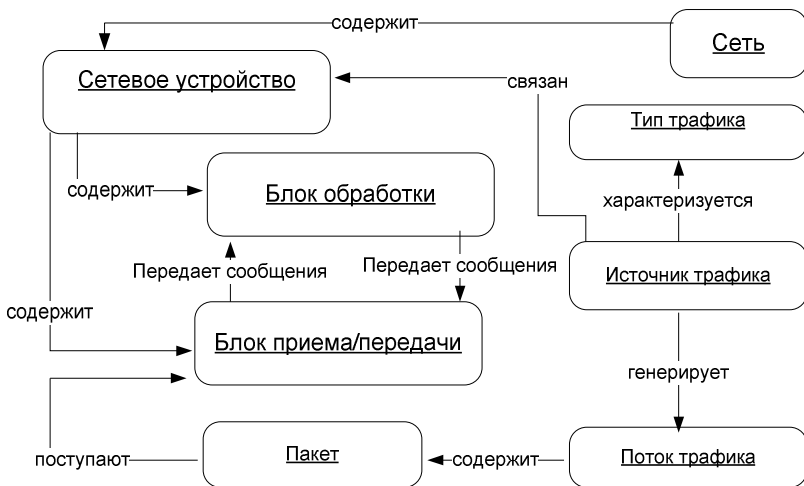 содержит
Сеть
Сетевое устройство
связан
Тип трафика
содержит
Блок обработки
характеризуется
Передает сообщения
Передает сообщения
Источник трафика
содержит
Блок приема/передачи
генерирует
поступают
Пакет
содержит
Поток трафика